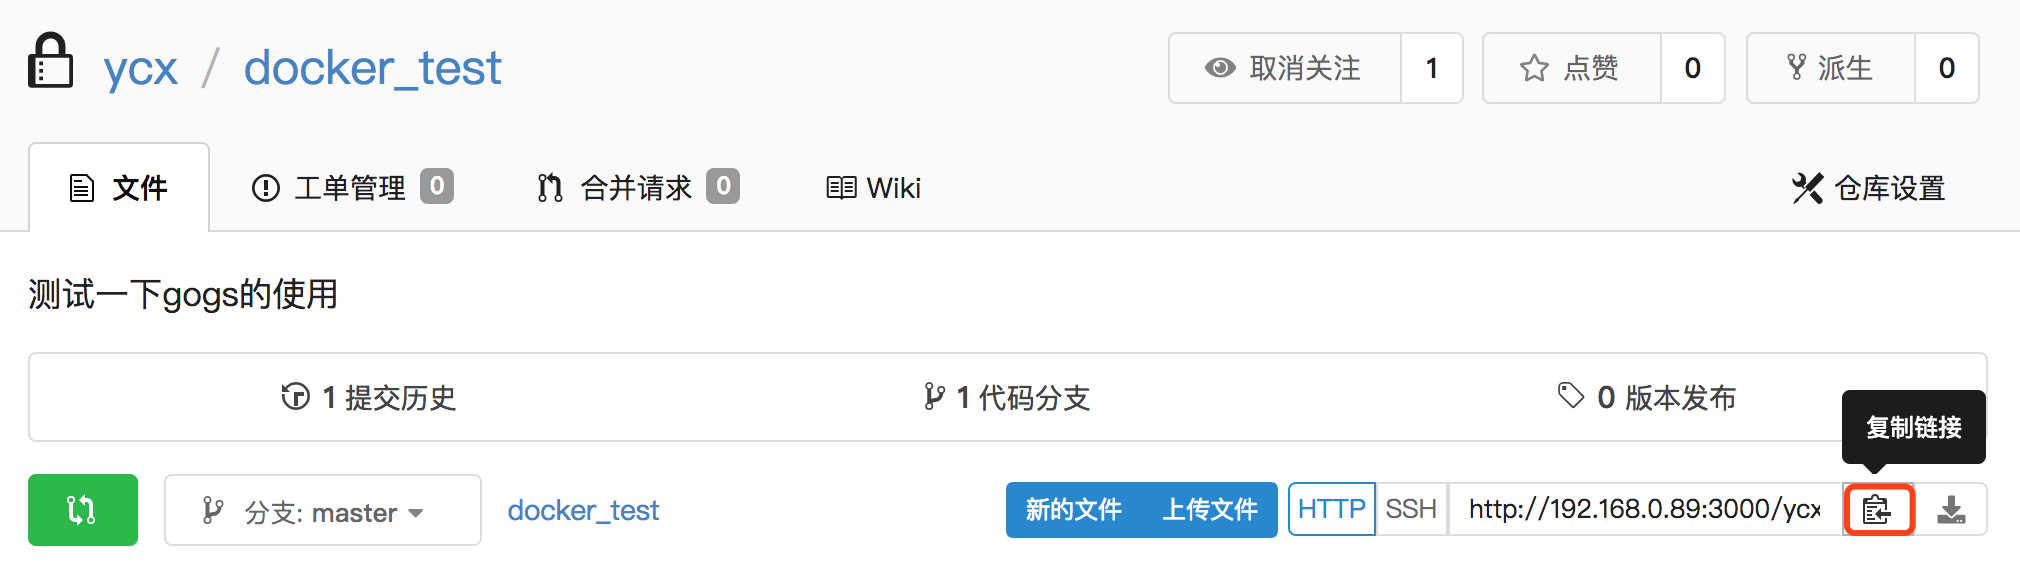 ycx / docker_test
取消关注 1
点赞 0
派生 0
文件
工单管理 0
合并请求 0
Wiki
仓库设置
测试一下gogs的使用
1 提交历史
1 代码分支
0 版本发布
复制链接
分支: master
docker_test
新的文件
上传文件
HTTP
SSH
http://192.168.0.89:3000/ycx